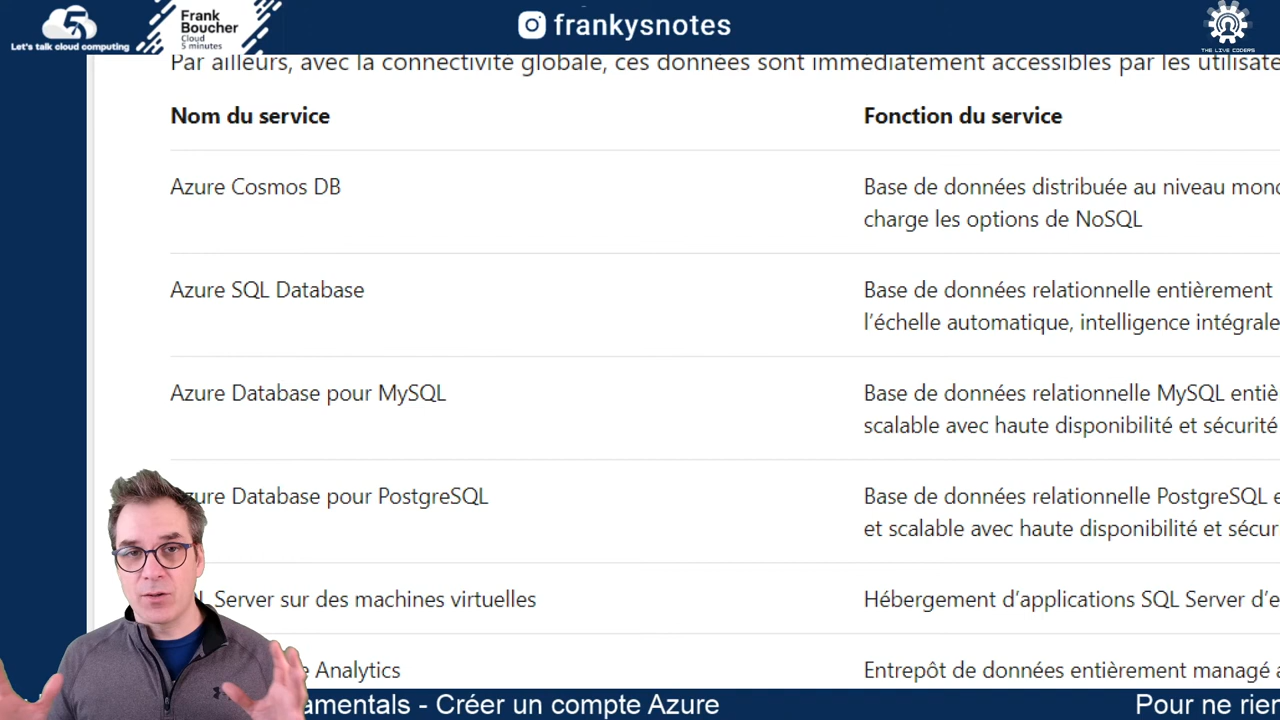 5
Let's talk cloud computing
Frank
Boucher
Cloud
5 minutes
frankysnotes
THE LIVE CODERS
Par ailleurs, avec la connectivité globale, ces données sont immédiatement accessibles par les
Nom du service
Fonction du service
Azure Cosmos DB
Base de données distribuée au niveau
charge les options de NoSQL
Azure SQL Database
Base de données relationnelle entièrement
l'échelle automatique, intelligence intégrale
Azure Database pour MySQL
Base de données relationnelle MySQL
scalable avec haute disponibilité et sécurité
Azure Database pour PostgreSQL
Base de données relationnelle PostgreSQL
et scalable avec haute disponibilité et
Server sur des machines virtuelles
Hébergement d'applications SQL Server
Analytics
Entrepôt de données entièrement managé
amentals - Créer un compte Azure
Pour ne rien